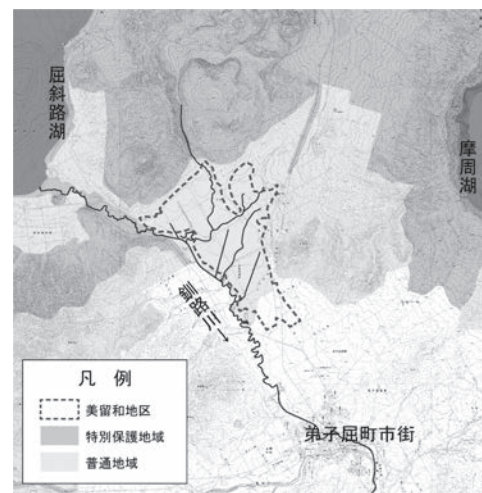 屈斜路湖
摩周湖
釧路川→
弟子屈町市街
凡 例
美留和地区
特別保護地域
普通地域